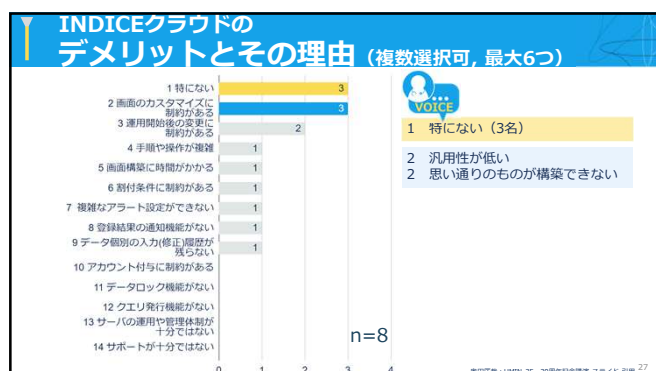 INDICEクラウドの
デメリットとその理由（複数選択可, 最大6つ）
1 特にない
3
2 画面のカスタマイズに
制約がある
3
3 運用開始後の変更に
制約がある
2
4 手順や操作が複雑
1
5 画面構築に時間がかかる
1
6 割付条件に制約がある
1
7 複雑なアラート設定ができない
1
8 登録結果の通知機能がない
1
9 データ個別の入力(修正)履歴が
残らない
1
10 アカウント付与に制約がある
11 データロック機能がない
12 クエリ発行機能がない
13 サーバの運用や管理体制が
十分ではない
14 サポートが十分ではない
0 1 2 3 4
n=8
VOICE
1 特にない（3名）
2 汎用性が低い
2 思い通りのものが構築できない
27